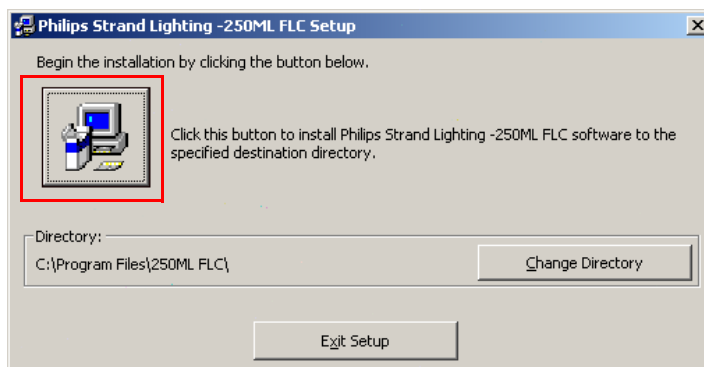 Philips Strand Lighting -250ML FLC Setup
Begin the installation by clicking the button below.
Click this button to install Philips Strand Lighting -250ML FLC software to the
specified destination directory.
Directory:
C:\Program Files\250ML FLC\
Change Directory
Exit Setup